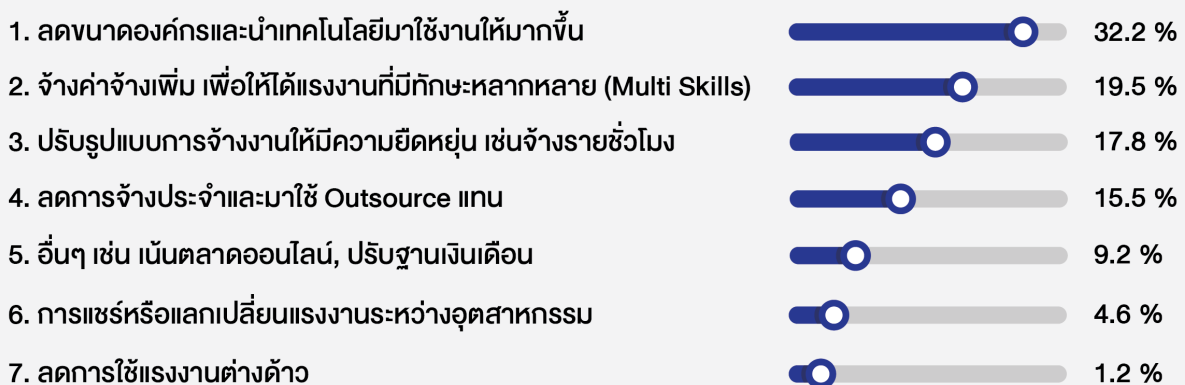 1. ลดขนาดองค์กรและนำเทคโนโลยีมาใช้งานให้มากขึ้น 32.2 %
2. จ้างค่าจ้างเพิ่ม เพื่อให้ได้แรงงานที่มีทักษะหลากหลาย (Multi Skills) 19.5 %
3. ปรับรูปแบบการจ้างงานให้มีความยืดหยุ่น เช่นจ้างรายชั่วโมง 17.8 %
4. ลดการจ้างประจำและมาใช้ Outsource แทน 15.5 %
5. อื่นๆ เช่น เน้นตลาดออนไลน์, ปรับฐานเงินเดือน 9.2 %
6. การแชร์หรือแลกเปลี่ยนแรงงานระหว่างอุตสาหกรรม 4.6 %
7. ลดการใช้แรงงานต่างด้าว 1.2 %